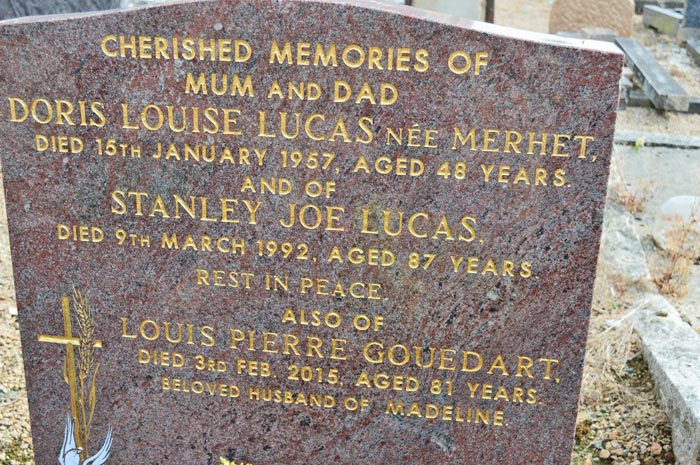 CHERISHED MEMORIES OF
MUM AND DAD
DORIS LOUISE LUCAS NÉE MERHET,
DIED 15TH JANUARY 1957, AGED 48 YEARS.
AND OF
STANLEY JOE LUCAS,
DIED 9TH MARCH 1992, AGED 87 YEARS.
REST IN PEACE.
ALSO OF
LOUIS PIERRE GOUEDART,
DIED 3RD FEB. 2015, AGED 81 YEARS.
BELOVED HUSBAND OF MADELINE.